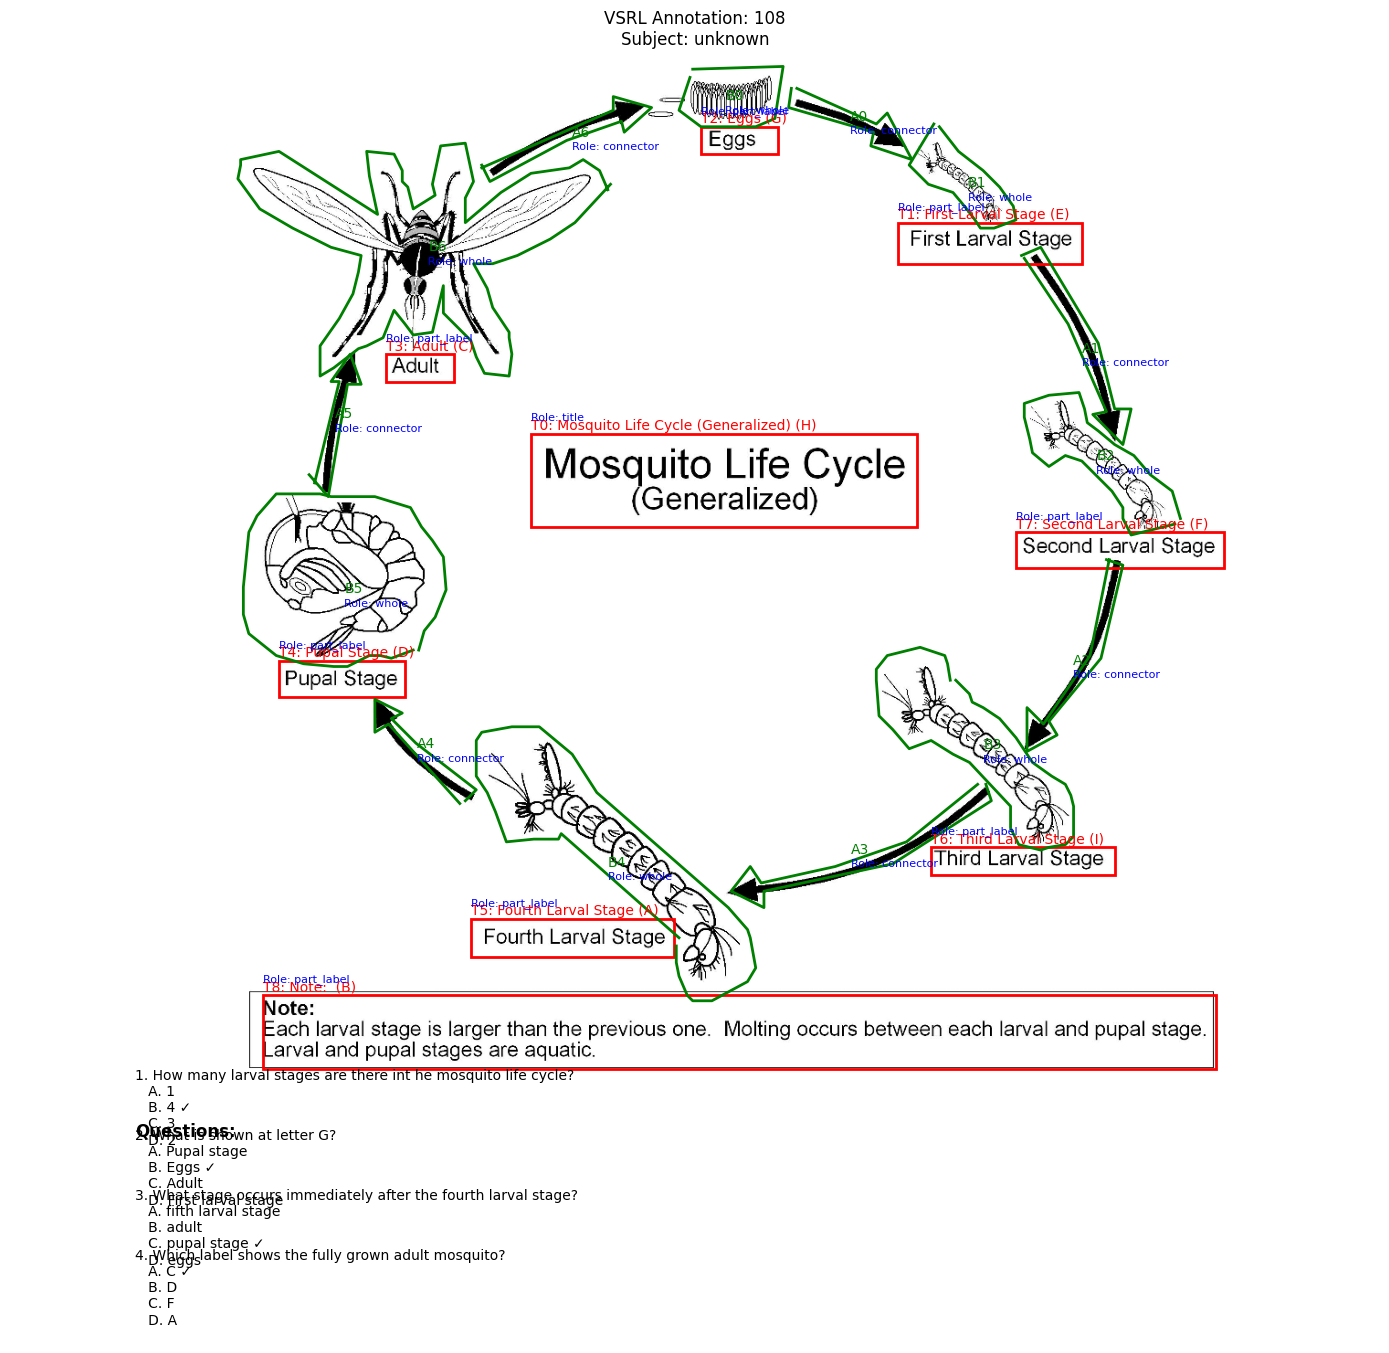 VSRL Annotation: 108
Subject: unknown
B0
Role: whole
Role: part_label
T2: Eggs (G)
Eggs
A0
Role: connector
A6
Role: connector
B1
Role: whole
Role: part_label
T1: First Larval Stage (E)
First Larval Stage
B6
Role: whole
Role: part_label
T3: Adult (C)
Adult
A1
Role: connector
A5
Role: connector
Role: title
T0: Mosquito Life Cycle (Generalized) (H)
Mosquito Life Cycle
(Generalized)
B2
Role: whole
Role: part_label
T7: Second Larval Stage (F)
Second Larval Stage
B5
Role: whole
Role: part_label
T4: Pupal Stage (D)
Pupal Stage
A2
Role: connector
A4
Role: connector
B3
Role: whole
Role: part_label
T6: Third Larval Stage (I)
Third Larval Stage
A3
Role: connector
B4
Role: whole
Role: part_label
T5: Fourth Larval Stage (A)
Fourth Larval Stage
Role: part_label
T8: Note: (B)
Note:
Each larval stage is larger than the previous one. Molting occurs between each larval and pupal stage.
Larval and pupal stages are aquatic.
Questions:
1. How many larval stages are there int he mosquito life cycle?
A. 1
B. 4 ✓
C. 3
D. 2
2. What is shown at letter G?
A. Pupal stage
B. Eggs ✓
C. Adult
D. First larval stage
3. What stage occurs immediately after the fourth larval stage?
A. fifth larval stage
B. adult
C. pupal stage ✓
D. eggs
4. Which label shows the fully grown adult mosquito?
A. C ✓
B. D
C. F
D. A